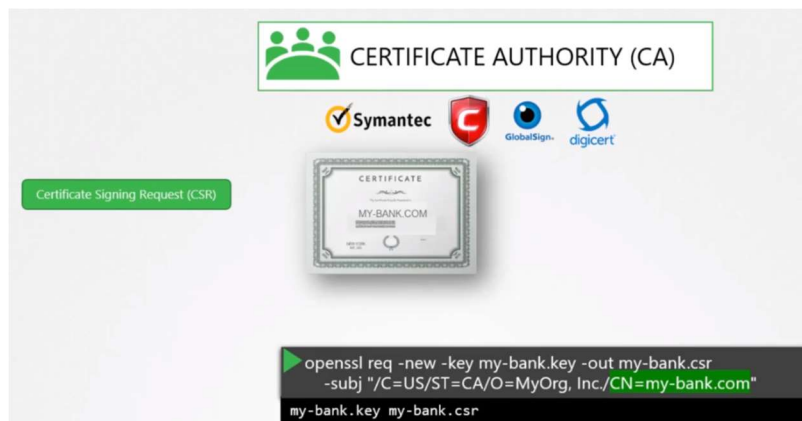 CERTIFICATE AUTHORITY (CA)
Symantec
C
GlobalSign.
digicert
Certificate Signing Request (CSR)
CERTIFICATE
MY-BANK.COM
openssl req -new -key my-bank.key -out my-bank.csr
-subj "/C=US/ST=CA/O=MyOrg, Inc./CN=my-bank.com"
my-bank.key my-bank.csr